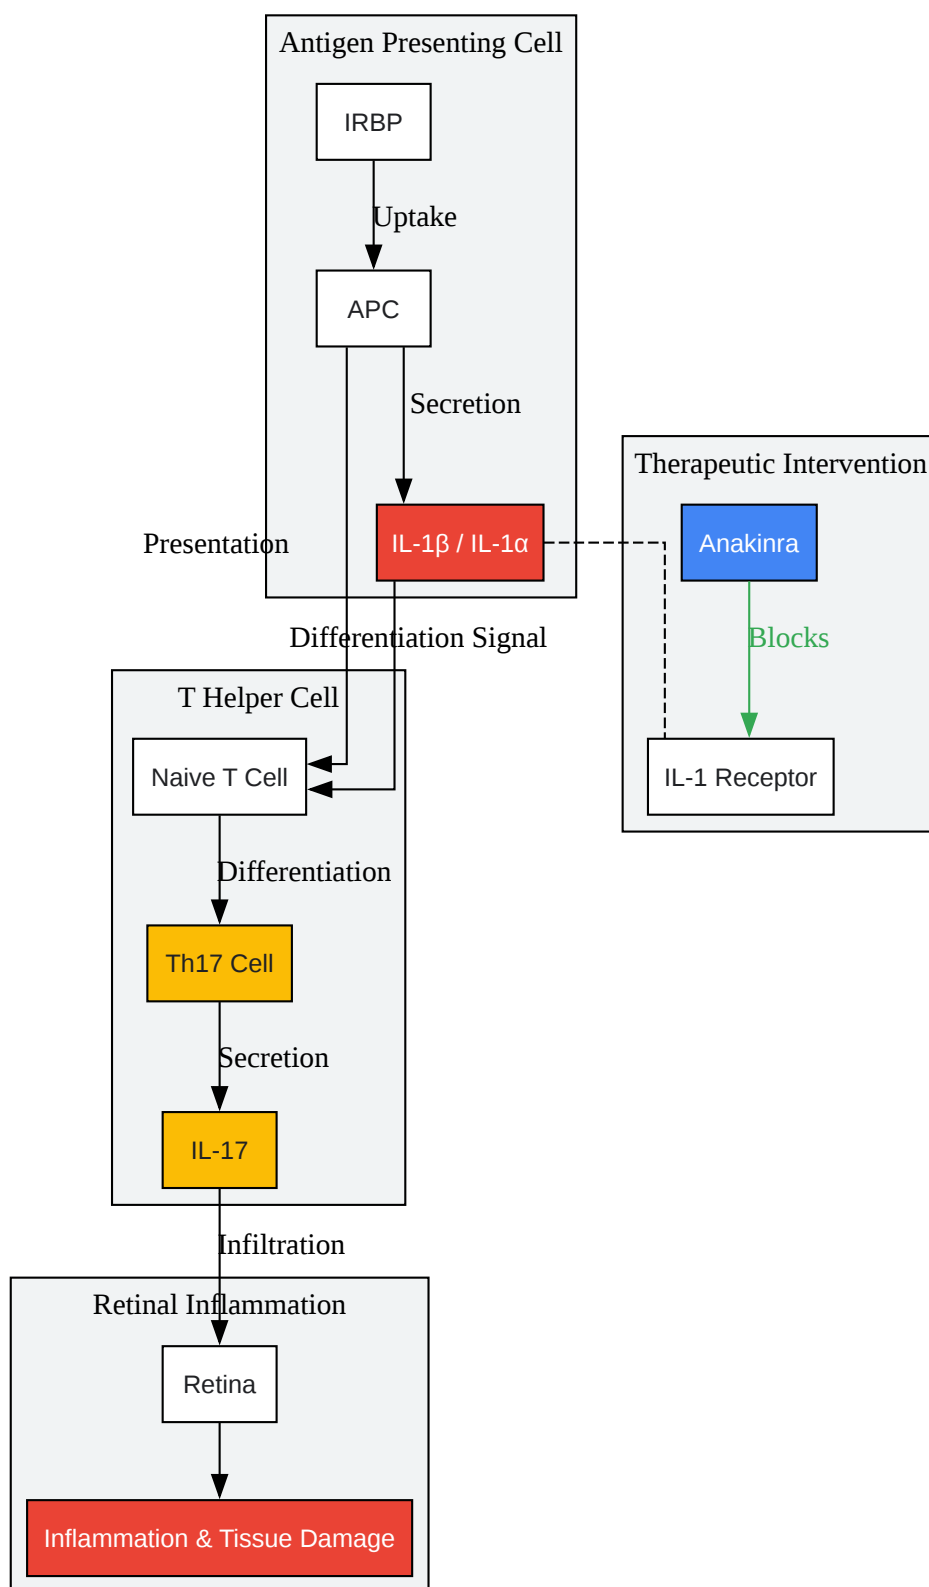 Antigen Presenting Cell
IRBP
Uptake
APC
Secretion
Therapeutic Intervention
Presentation
IL-1β / IL-1α
Anakinra
Differentiation Signal
Blocks
T Helper Cell
Naive T Cell
IL-1 Receptor
Differentiation
Th17 Cell
Secretion
IL-17
Infiltration
Retinal Inflammation
Retina
Inflammation & Tissue Damage